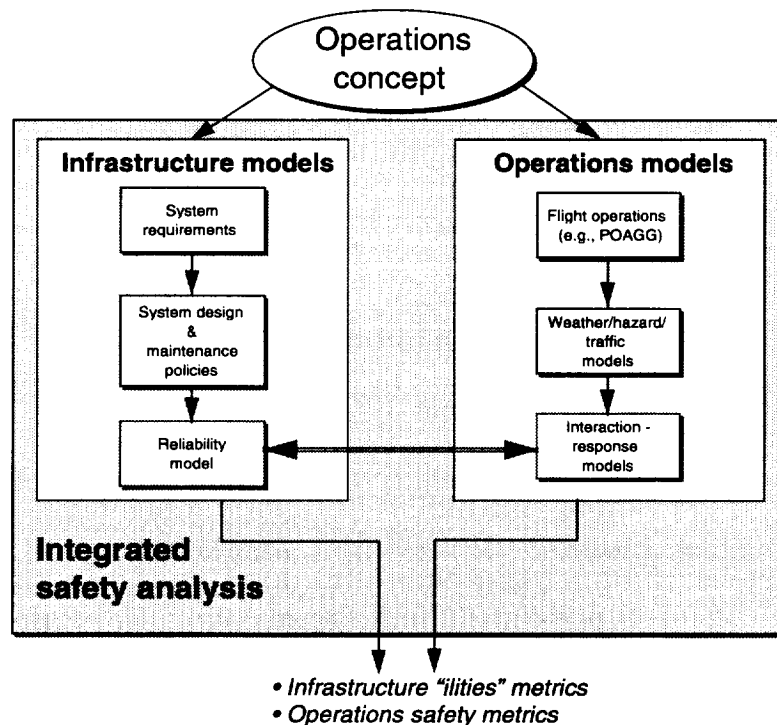 Operations
concept
Infrastructure models
System
requirements
System design
&
maintenance
policies
Reliability
model
Operations models
Flight operations
(e.g., POAGG)
Weather/hazard/
traffic
models
Interaction -
response
models
Integrated
safety analysis
• Infrastructure "ilities" metrics
• Operations safety metrics